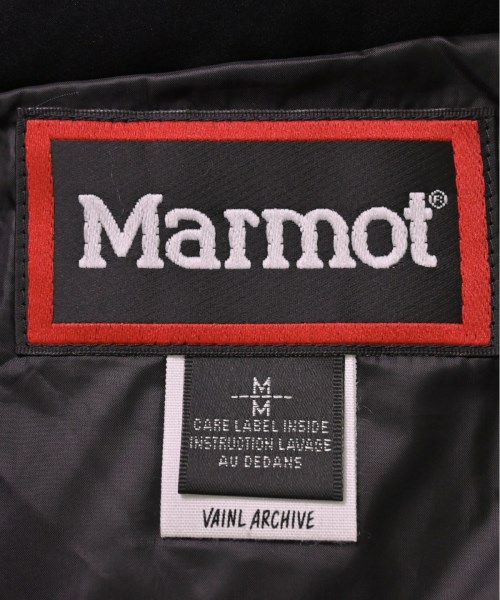 Marmot®
M
M
CARE LABEL INSIDE
INSTRUCTION LAVAGE
AU DEDANS
VAINL ARCHIVE